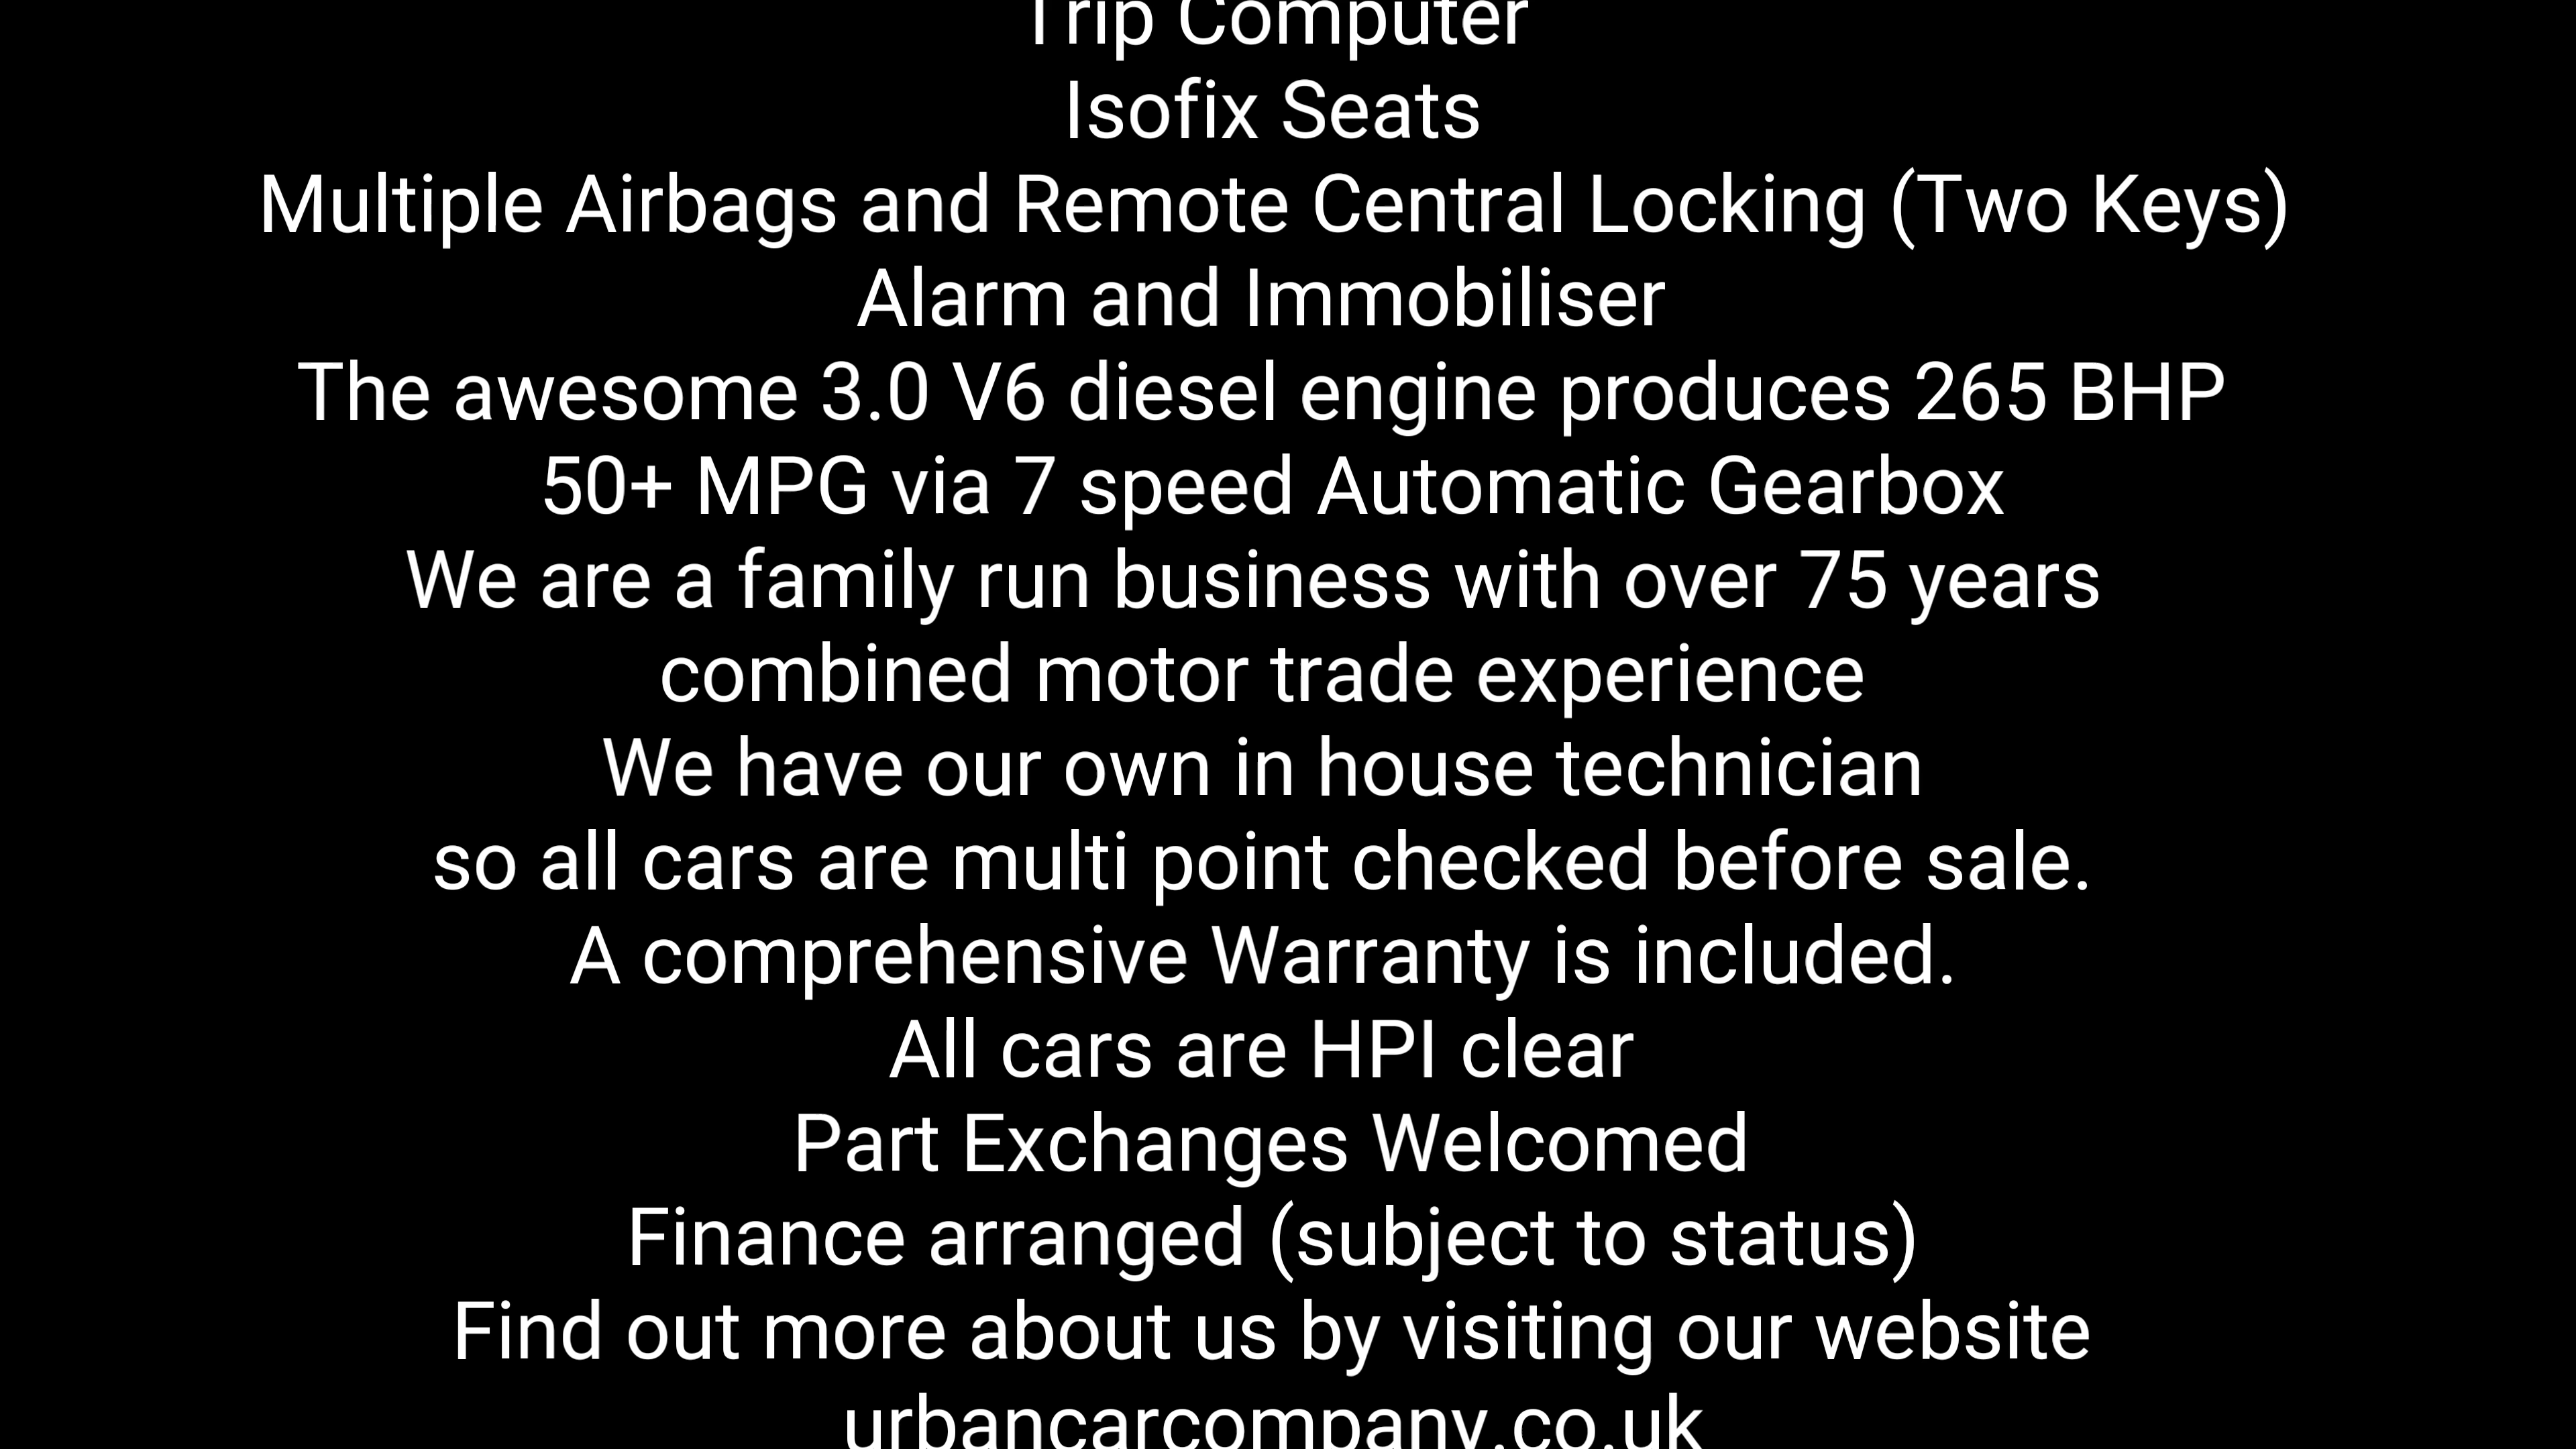 Trip Computer
Isofix Seats
Multiple Airbags and Remote Central Locking (Two Keys)
Alarm and Immobiliser
The awesome 3.0 V6 diesel engine produces 265 BHP
50+ MPG via 7 speed Automatic Gearbox
We are a family run business with over 75 years
combined motor trade experience
We have our own in house technician
so all cars are multi point checked before sale.
A comprehensive Warranty is included.
All cars are HPI clear
Part Exchanges Welcomed
Finance arranged (subject to status)
Find out more about us by visiting our website
urbancarcompany.co.uk